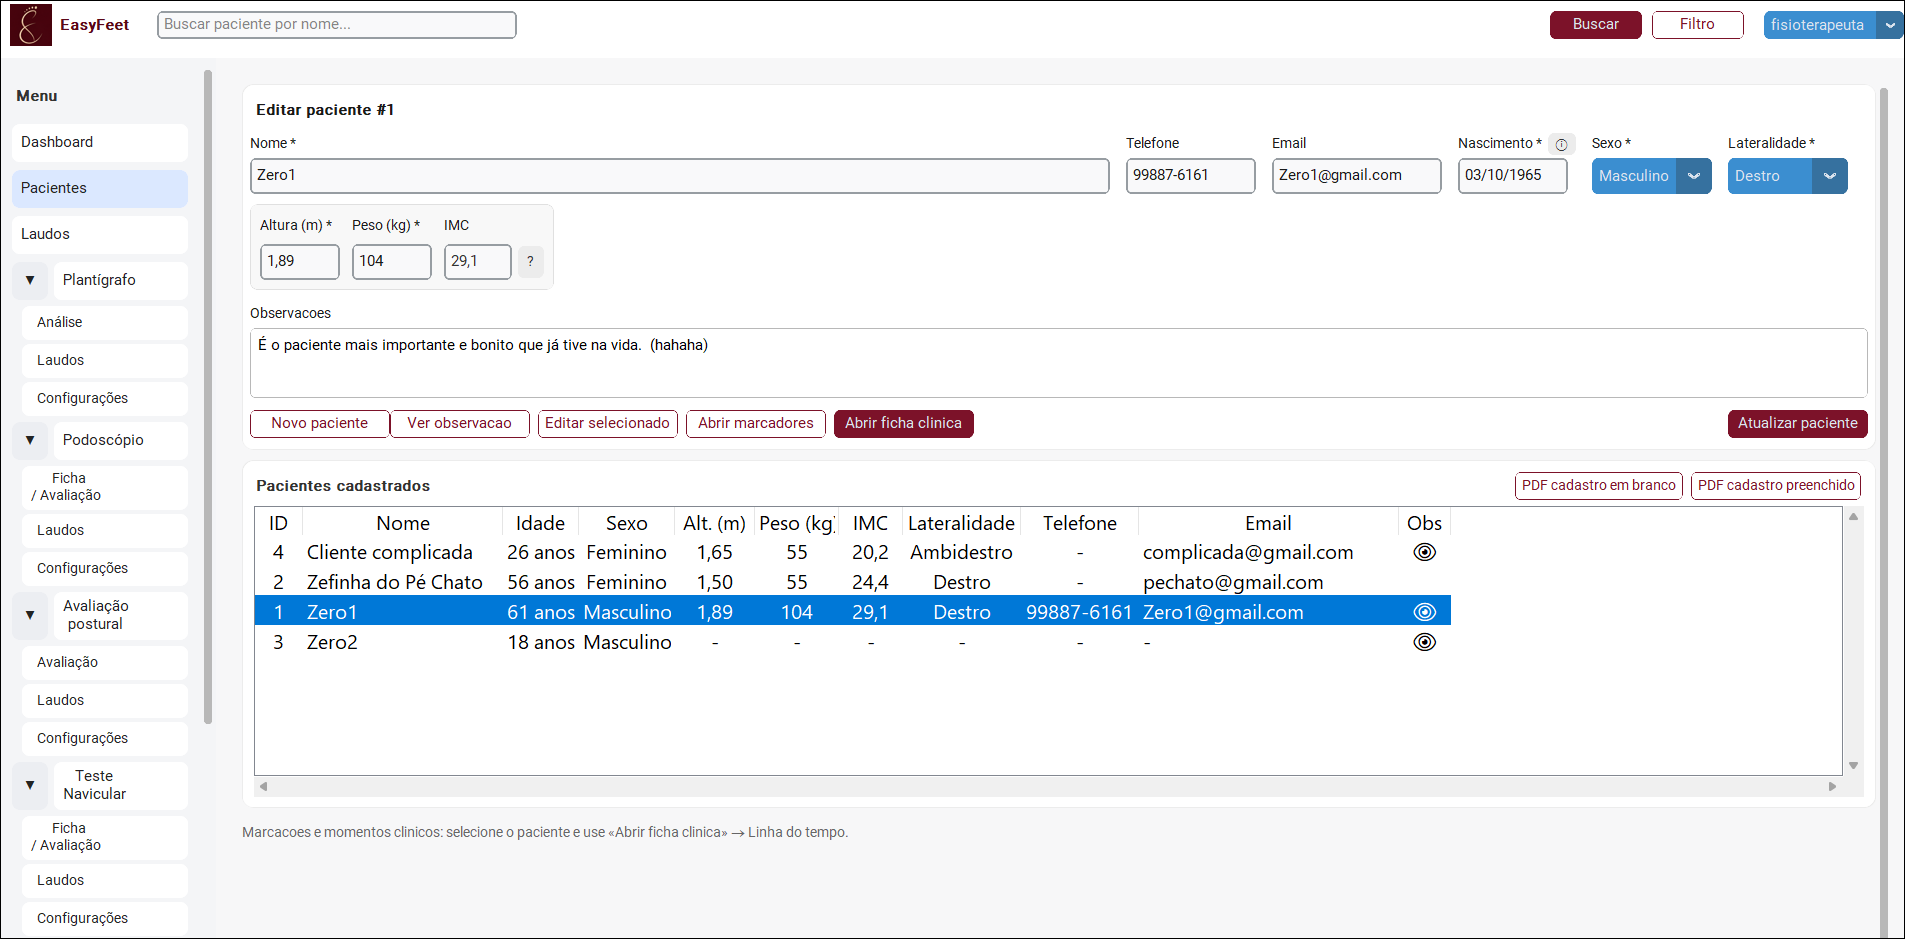 EasyFeet
Buscar paciente por nome...
Buscar
Filtro
fisioterapeuta
Menu
Dashboard
Pacientes
Laudos
▼ Plantígrafo
Análise
Laudos
Configurações
▼ Podoscópio
Ficha
/ Avaliação
Laudos
Configurações
▼ Avaliação
postural
Avaliação
Laudos
Configurações
▼ Teste
Navicular
Ficha
/ Avaliação
Laudos
Configurações
Editar paciente #1
Nome * Telefone Email Nascimento * Sexo * Lateralidade *
Zero1 99887-6161 Zero1@gmail.com 03/10/1965 Masculino Destro
Altura (m) * Peso (kg) * IMC
1,89 104 29,1 ?
Observacoes
É o paciente mais importante e bonito que já tive na vida. (hahaha)
Novo paciente Ver observacao Editar selecionado Abrir marcadores Abrir ficha clinica Atualizar paciente
Pacientes cadastrados PDF cadastro em branco PDF cadastro preenchido
ID Nome Idade Sexo Alt. (m) Peso (kg) IMC Lateralidade Telefone Email Obs
4 Cliente complicada 26 anos Feminino 1,65 55 20,2 Ambidestro - complicada@gmail.com
2 Zefinha do Pé Chato 56 anos Feminino 1,50 55 24,4 Destro - pechato@gmail.com
1 Zero1 61 anos Masculino 1,89 104 29,1 Destro 99887-6161 Zero1@gmail.com
3 Zero2 18 anos Masculino - - - - - -
Marcacoes e momentos clinicos: selecione o paciente e use «Abrir ficha clinica» → Linha do tempo.